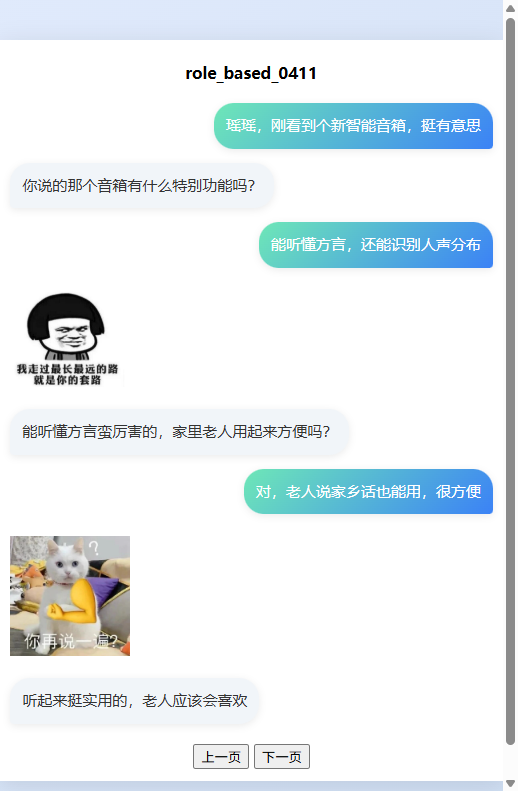 role_based_0411
瑶瑶，刚看到个新智能音箱，挺有意思
你说的那个音箱有什么特别功能吗？
能听懂方言，还能识别人声分布
我走过最长最远的路
就是你的套路
能听懂方言蛮厉害的，家里老人用起来方便吗？
对，老人说家乡话也能用，很方便
?
你再说一遍?
听起来挺实用的，老人应该会喜欢
上一页 下一页